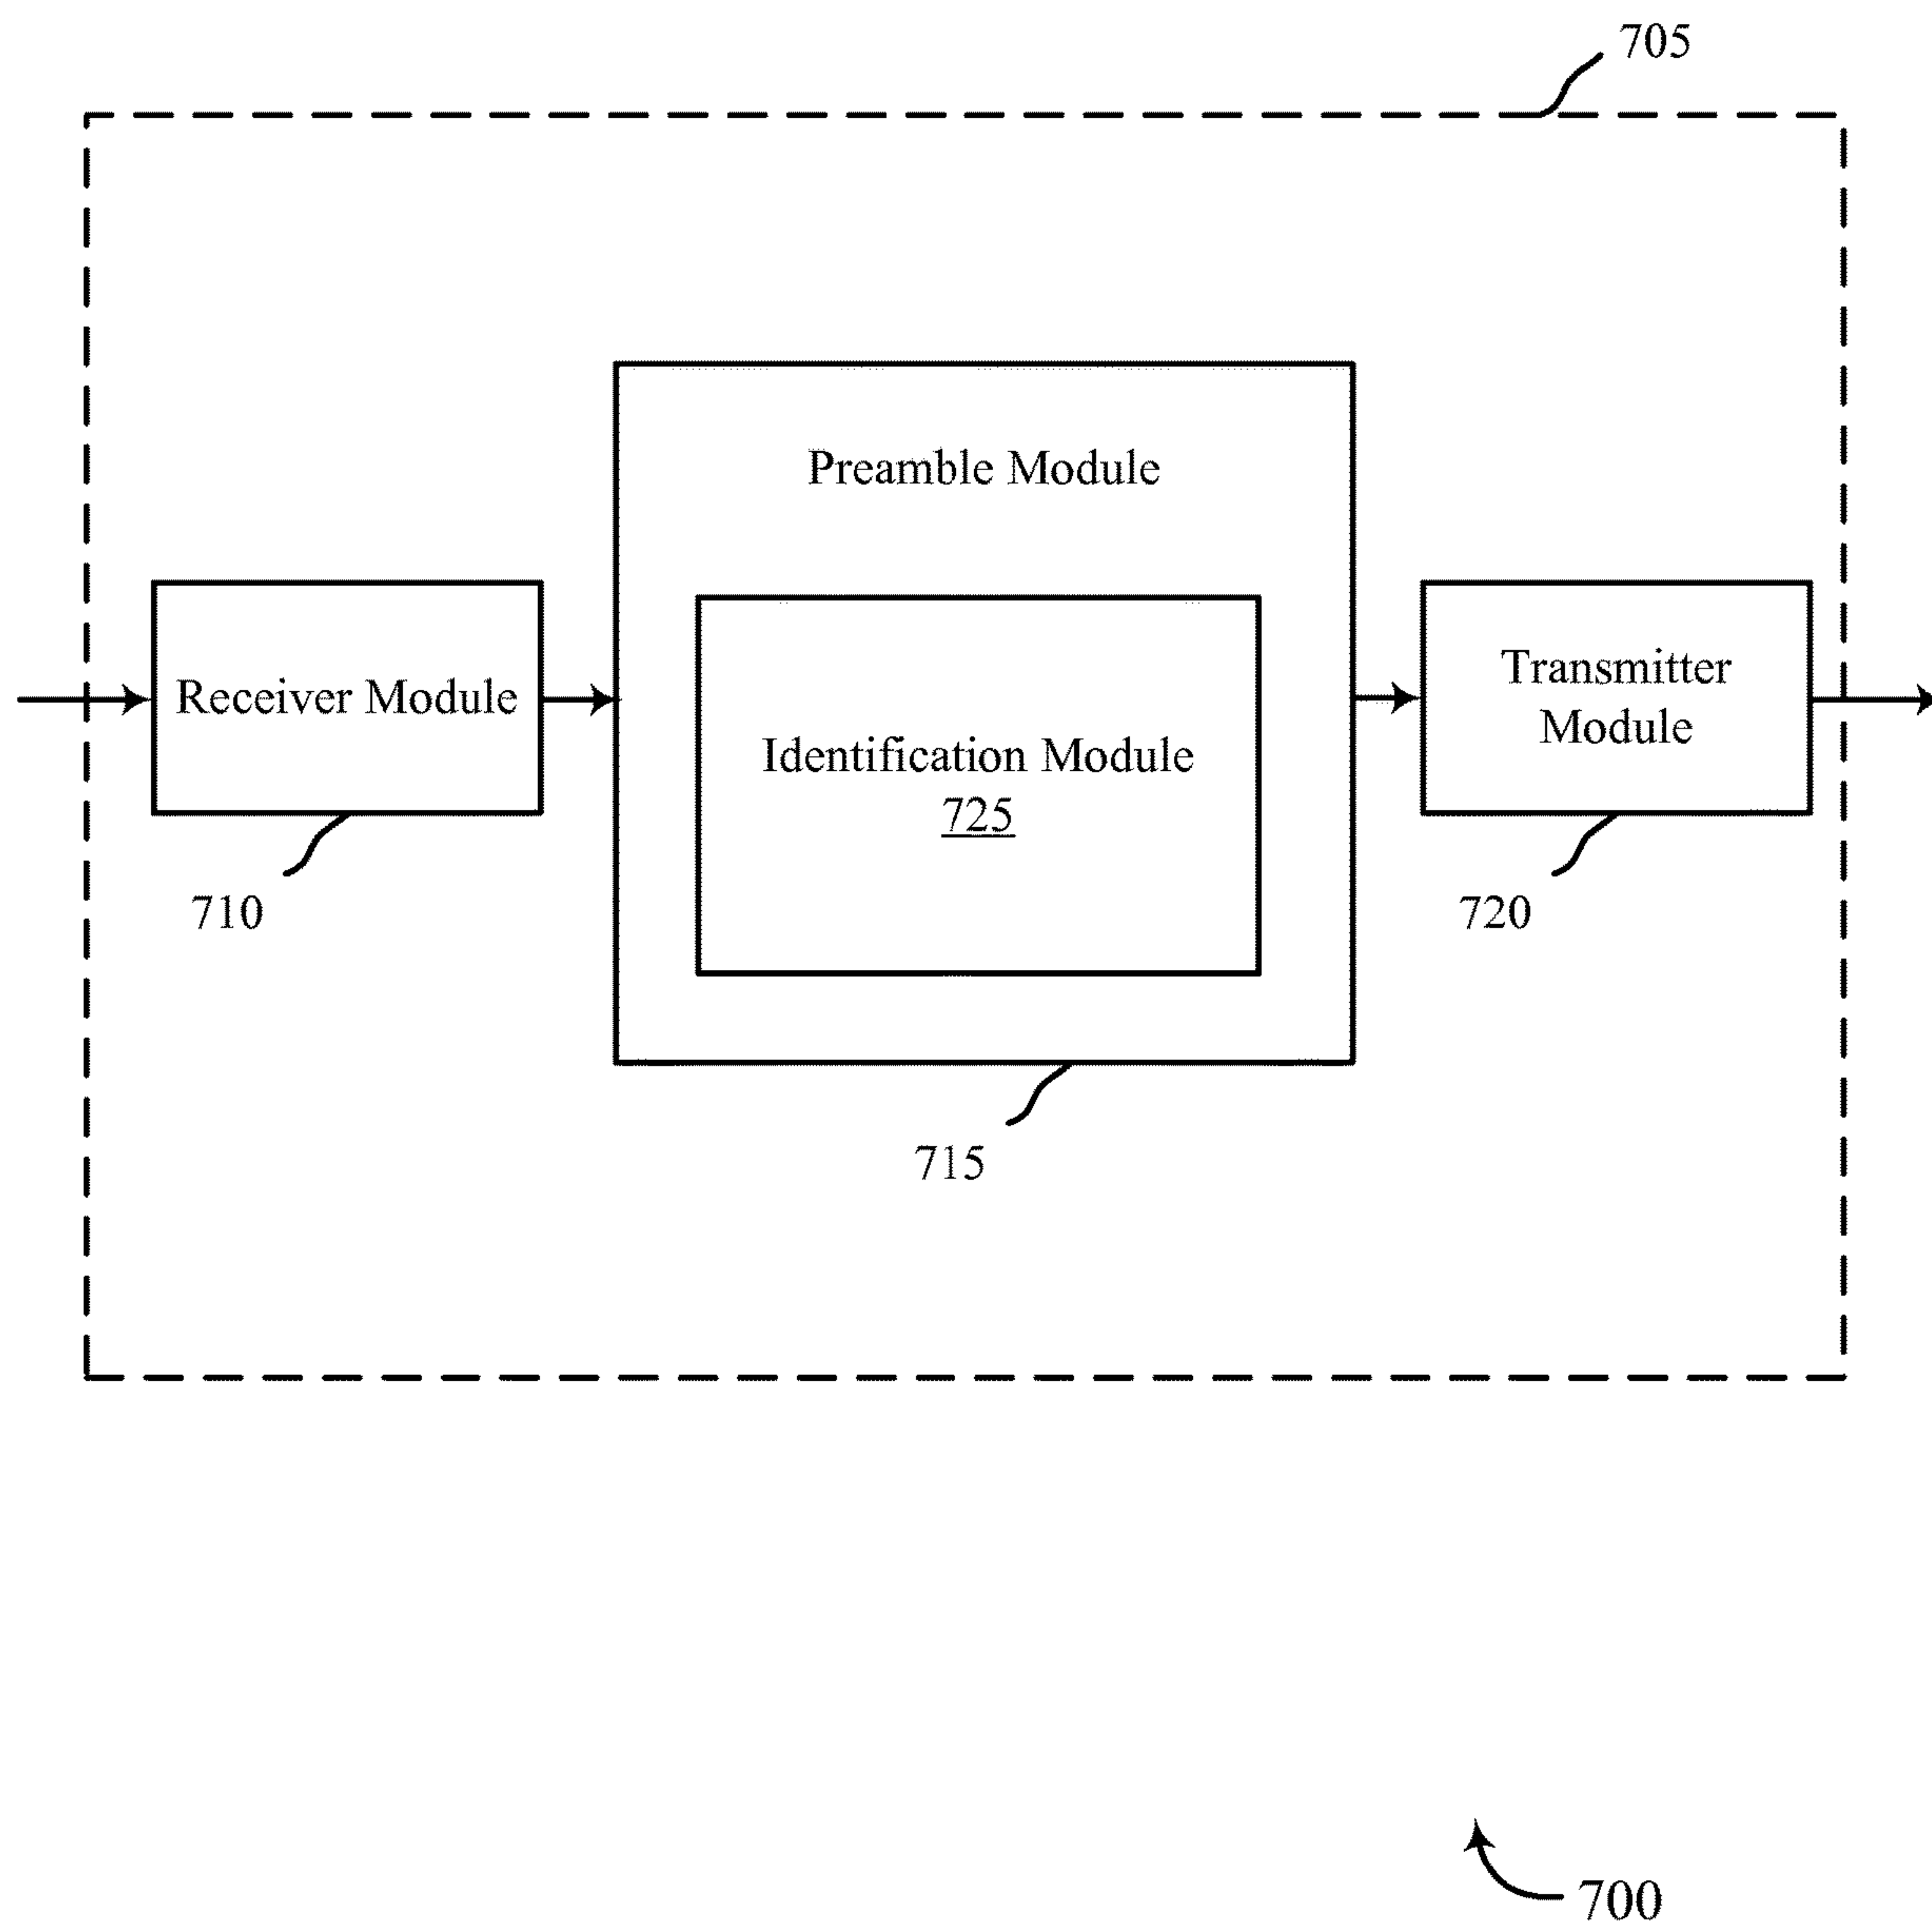 705
Preamble Module
Receiver Module
Identification Module
725
Transmitter
Module
710
720
715
700